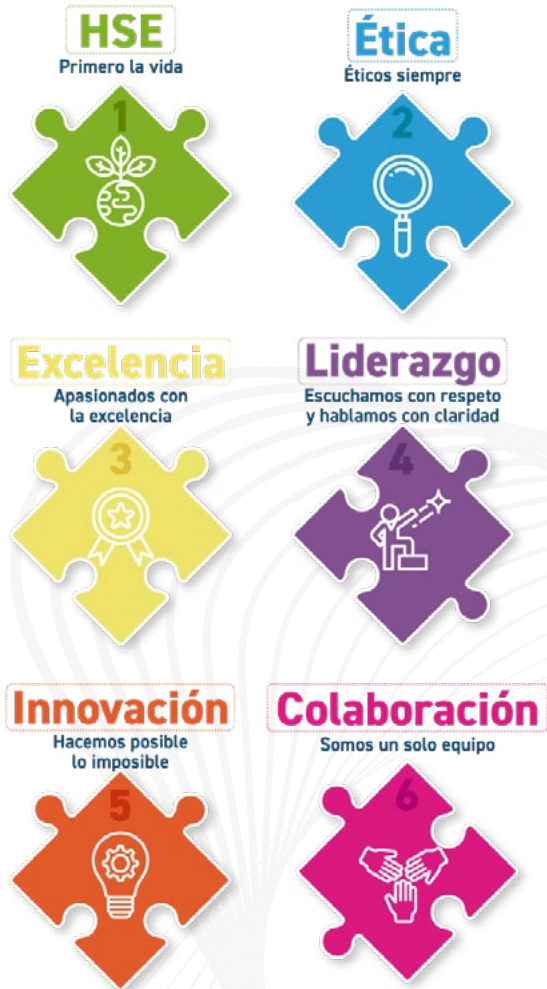 HSE
Primero la vida
1
Ética
Éticos siempre
2
Excelencia
Apasionados con
la excelencia
3
Liderazgo
Escuchamos con respeto
y hablamos con claridad
4
Innovación
Hacemos posible
lo imposible
5
Colaboración
Somos un solo equipo
6